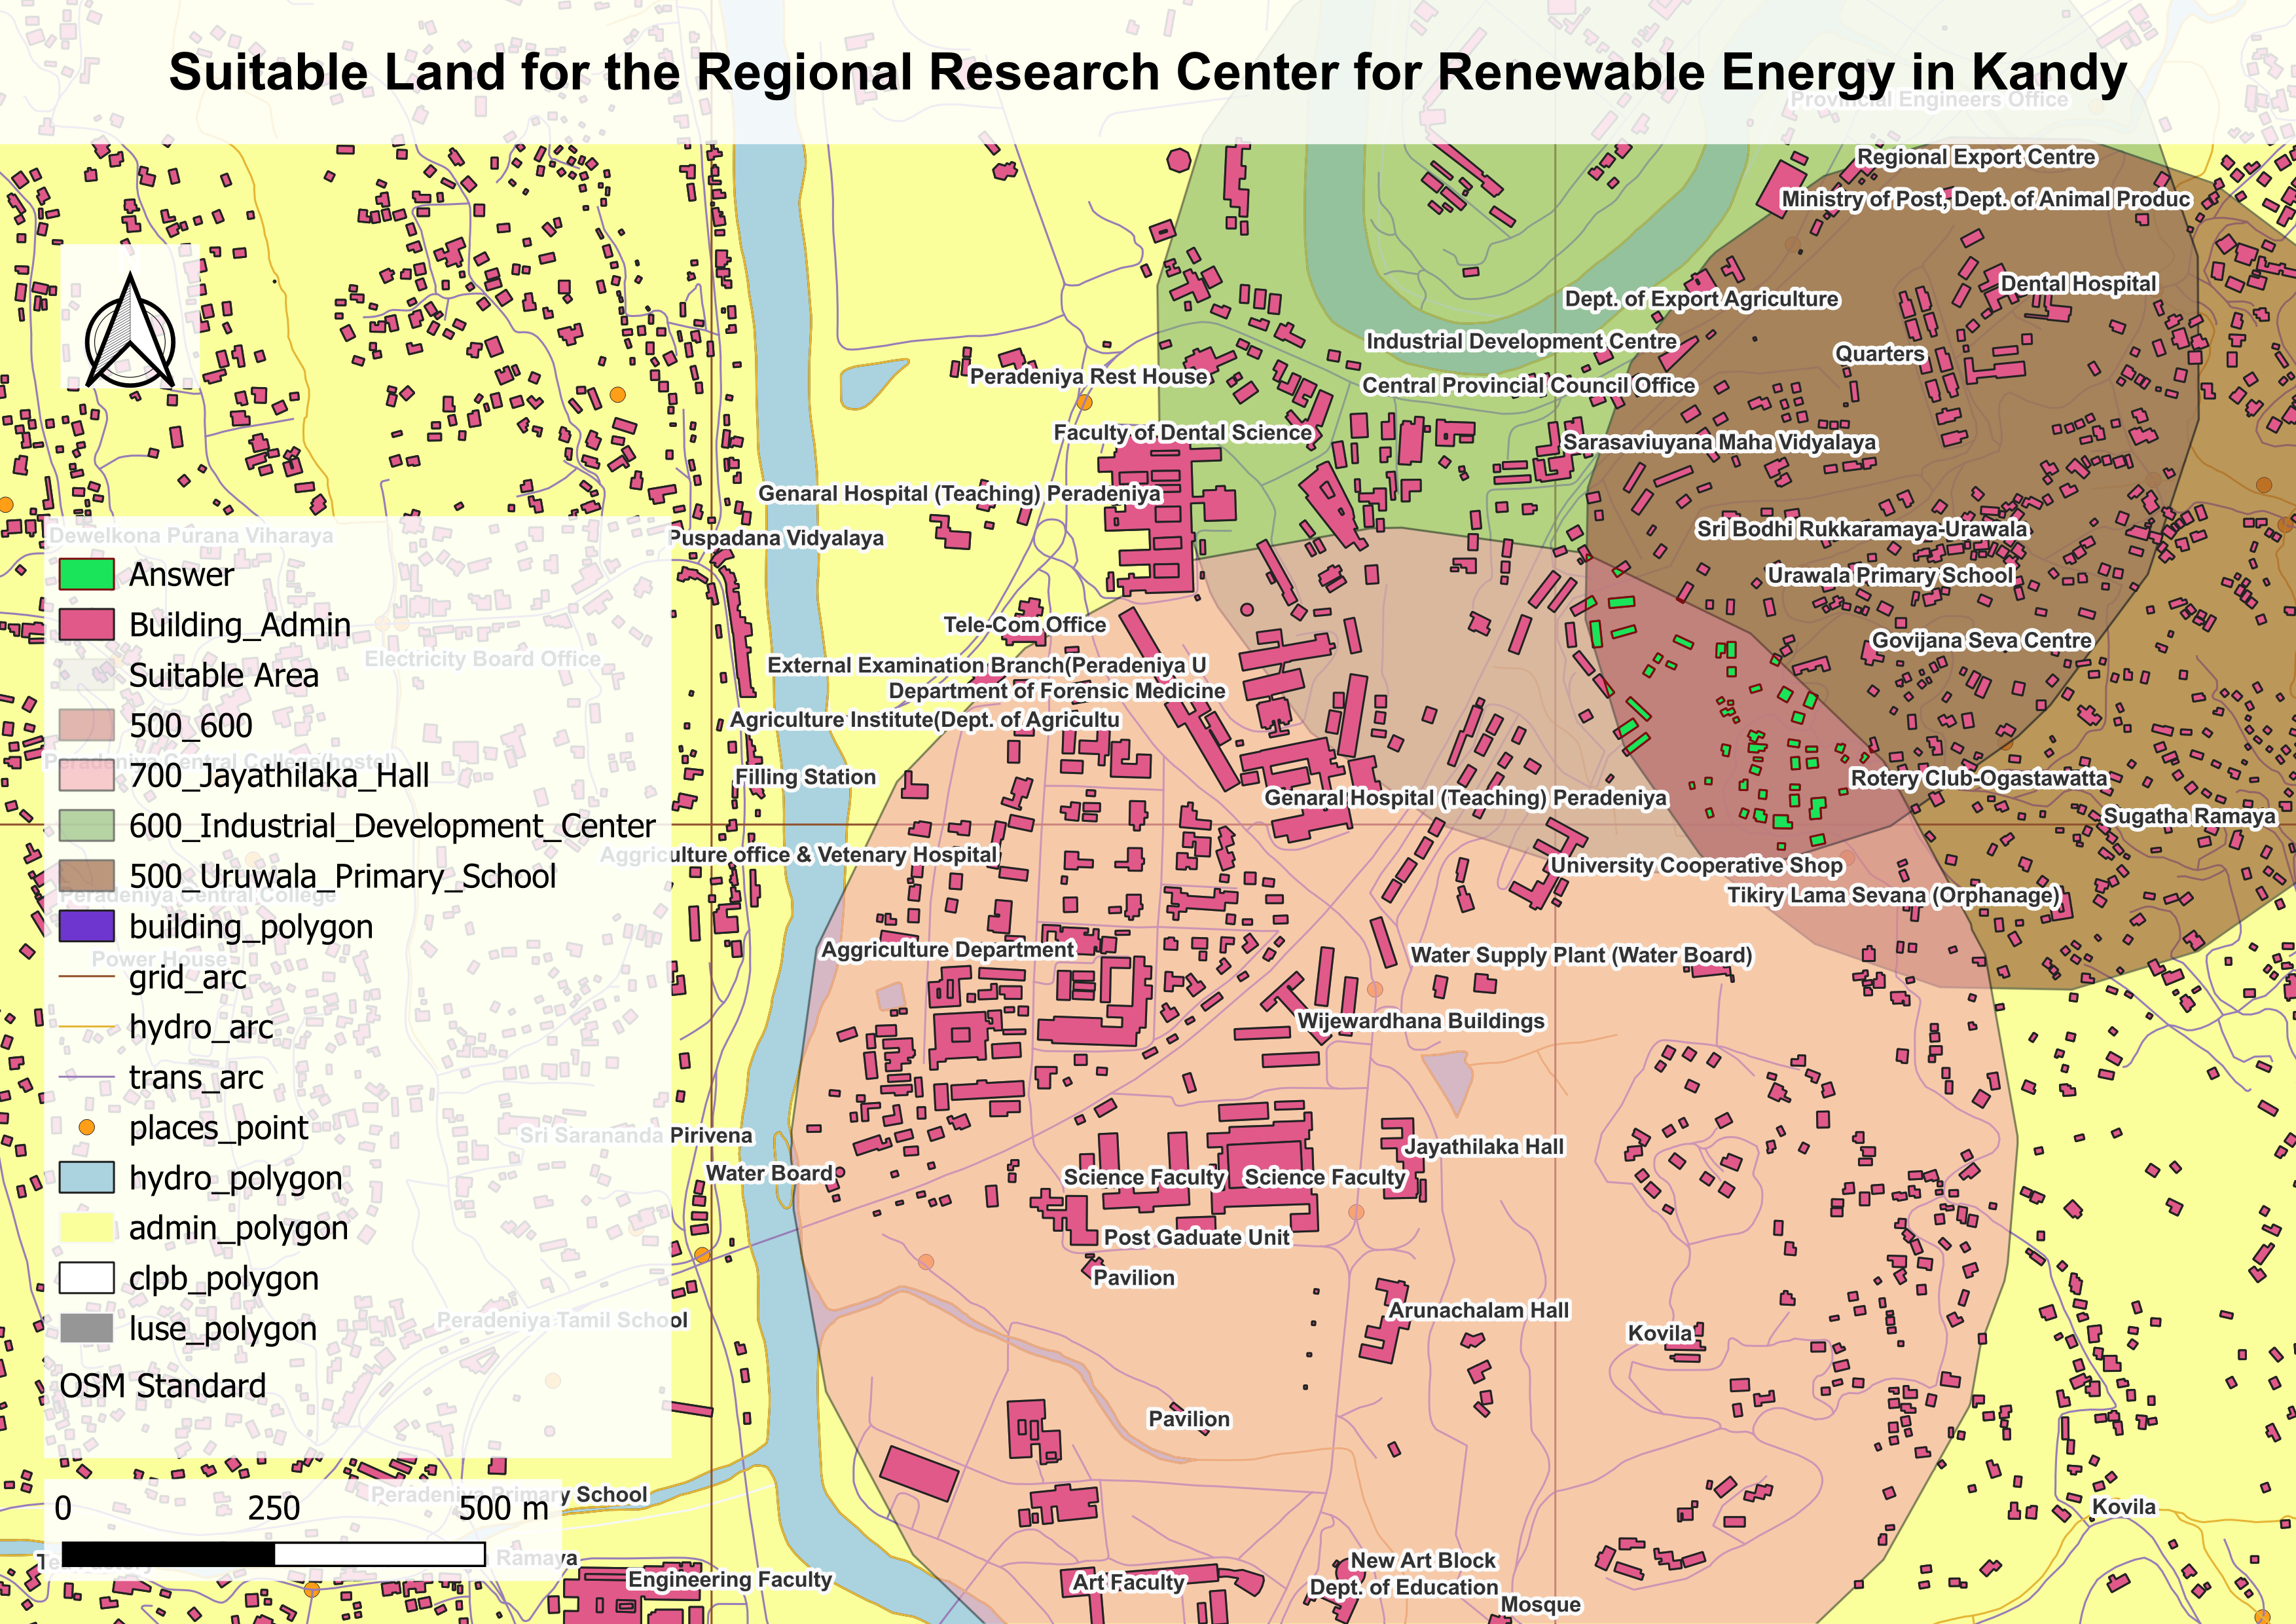 Suitable Land for the Regional Research Center for Renewable Energy in Kandy
Provincial Engineers Office
Regional Export Centre
Ministry of Post, Dept. of Animal Produc
Dental Hospital
Dept. of Export Agriculture
Industrial Development Centre
Quarters
Peradeniya Rest House
Central Provincial Council Office
Faculty of Dental Science
Sarasaviuyana Maha Vidyalaya
Genaral Hospital (Teaching) Peradeniya
Sri Bodhi Rukkaramaya-Urawala
Dewelkona Purana Viharaya
Puspadana Vidyalaya
Urawala Primary School
Tele-Com Office
Govijana Seva Centre
Electricity Board Office
External Examination Branch(Peradeniya U
Department of Forensic Medicine
Agriculture Institute(Dept. of Agricultu
Peradeniya Central College(hostel)
Filling Station
Rotery Club-Ogastawatta
Genaral Hospital (Teaching) Peradeniya
Sugatha Ramaya
Aggriculture office & Vetenary Hospital
University Cooperative Shop
Peradeniya Central College
Tikiry Lama Sevana (Orphanage)
Aggriculture Department
Water Supply Plant (Water Board)
Power House
Wijewardhana Buildings
Sri Sarananda Pirivena
Jayathilaka Hall
Water Board
Science Faculty
Science Faculty
Post Gaduate Unit
Pavilion
Arunachalam Hall
Peradeniya Tamil School
Kovila
Pavilion
Peradeniya Primary School
Kovila
Ramaya
New Art Block
Engineering Faculty
Art Faculty
Dept. of Education
Mosque
Answer
Building_Admin
Suitable Area
500_600
700_Jayathilaka_Hall
600_Industrial_Development_Center
500_Uruwala_Primary_School
building_polygon
grid_arc
hydro_arc
trans_arc
places_point
hydro_polygon
admin_polygon
clpb_polygon
luse_polygon
OSM Standard
0 250 500 m